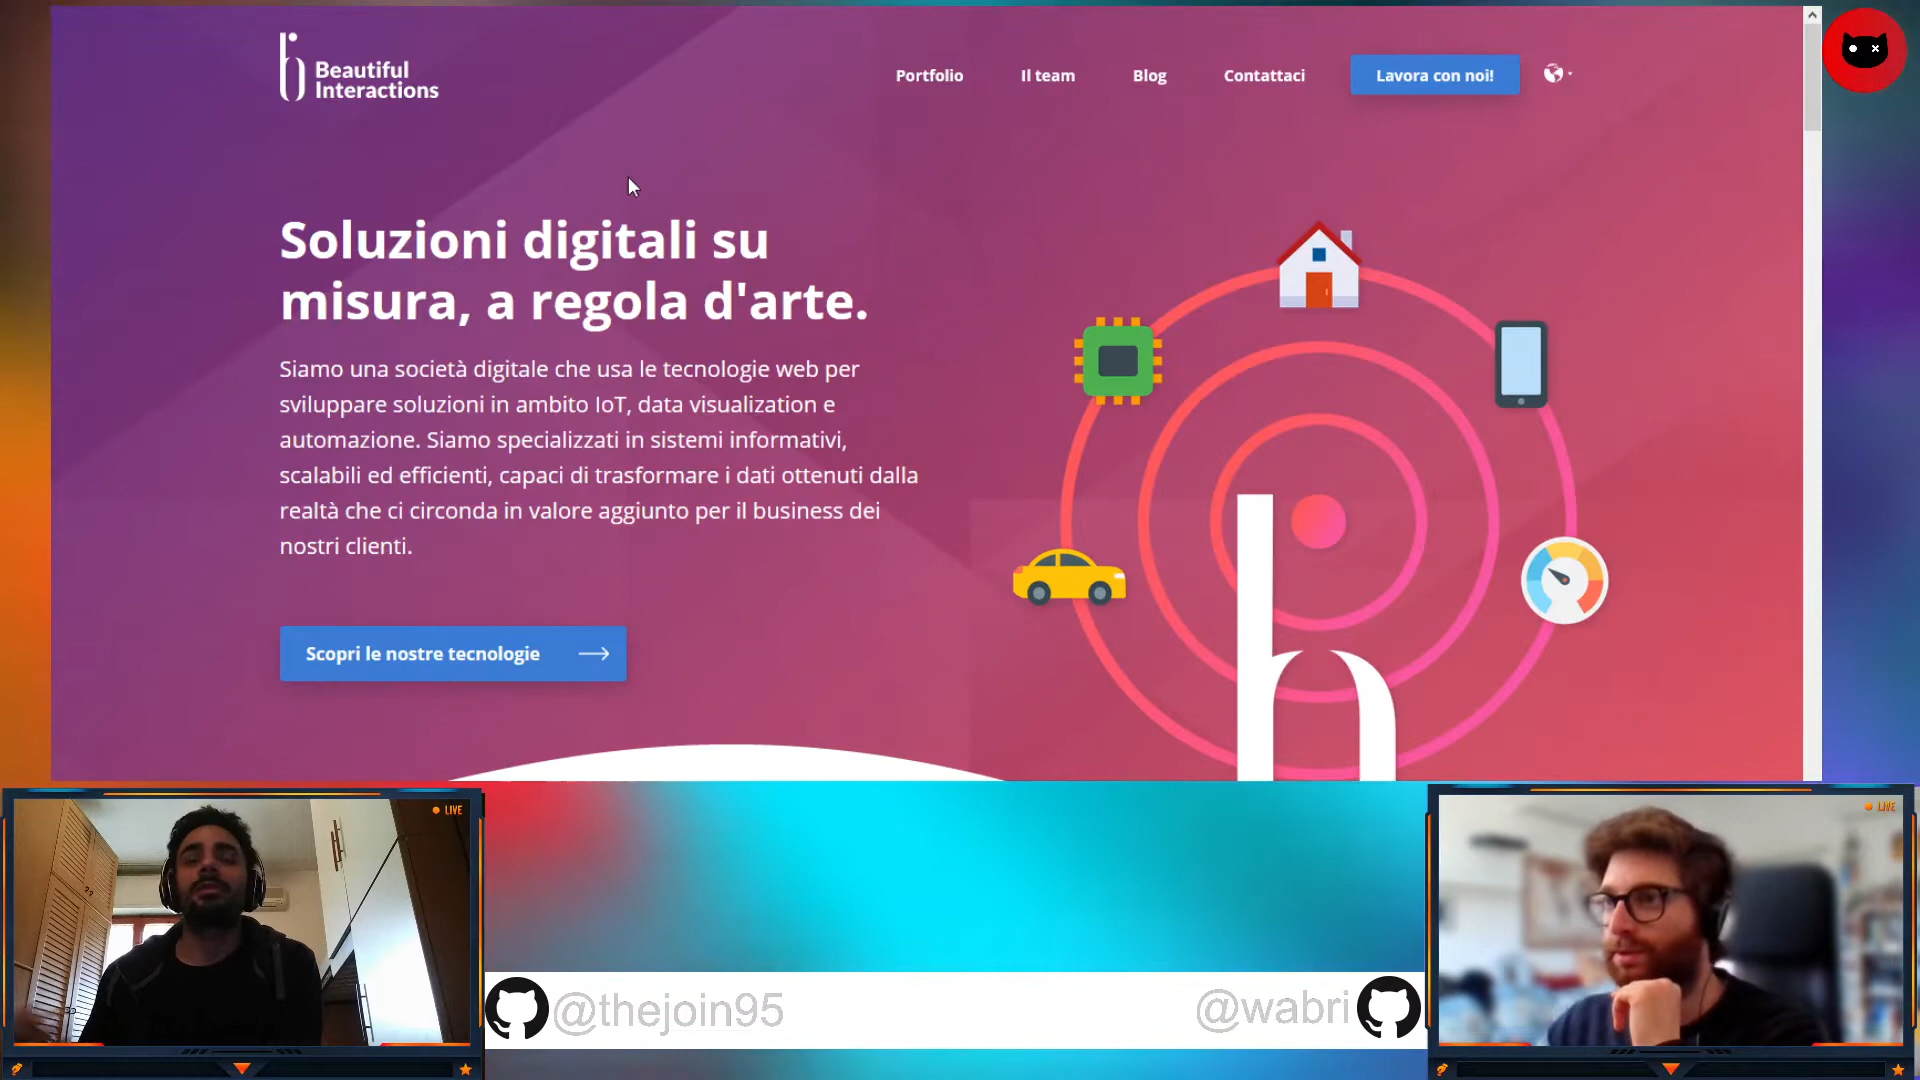 Beautiful
Interactions
Portfolio
Il team
Blog
Contattaci
Lavora con noi!
Soluzioni digitali su
misura, a regola d'arte.
Siamo una società digitale che usa le tecnologie web per
sviluppare soluzioni in ambito IoT, data visualization e
automazione. Siamo specializzati in sistemi informativi,
scalabili ed efficienti, capaci di trasformare i dati ottenuti dalla
realtà che ci circonda in valore aggiunto per il business dei
nostri clienti.
Scopri le nostre tecnologie
LIVE
LIVE
@thejoin95
@wabri